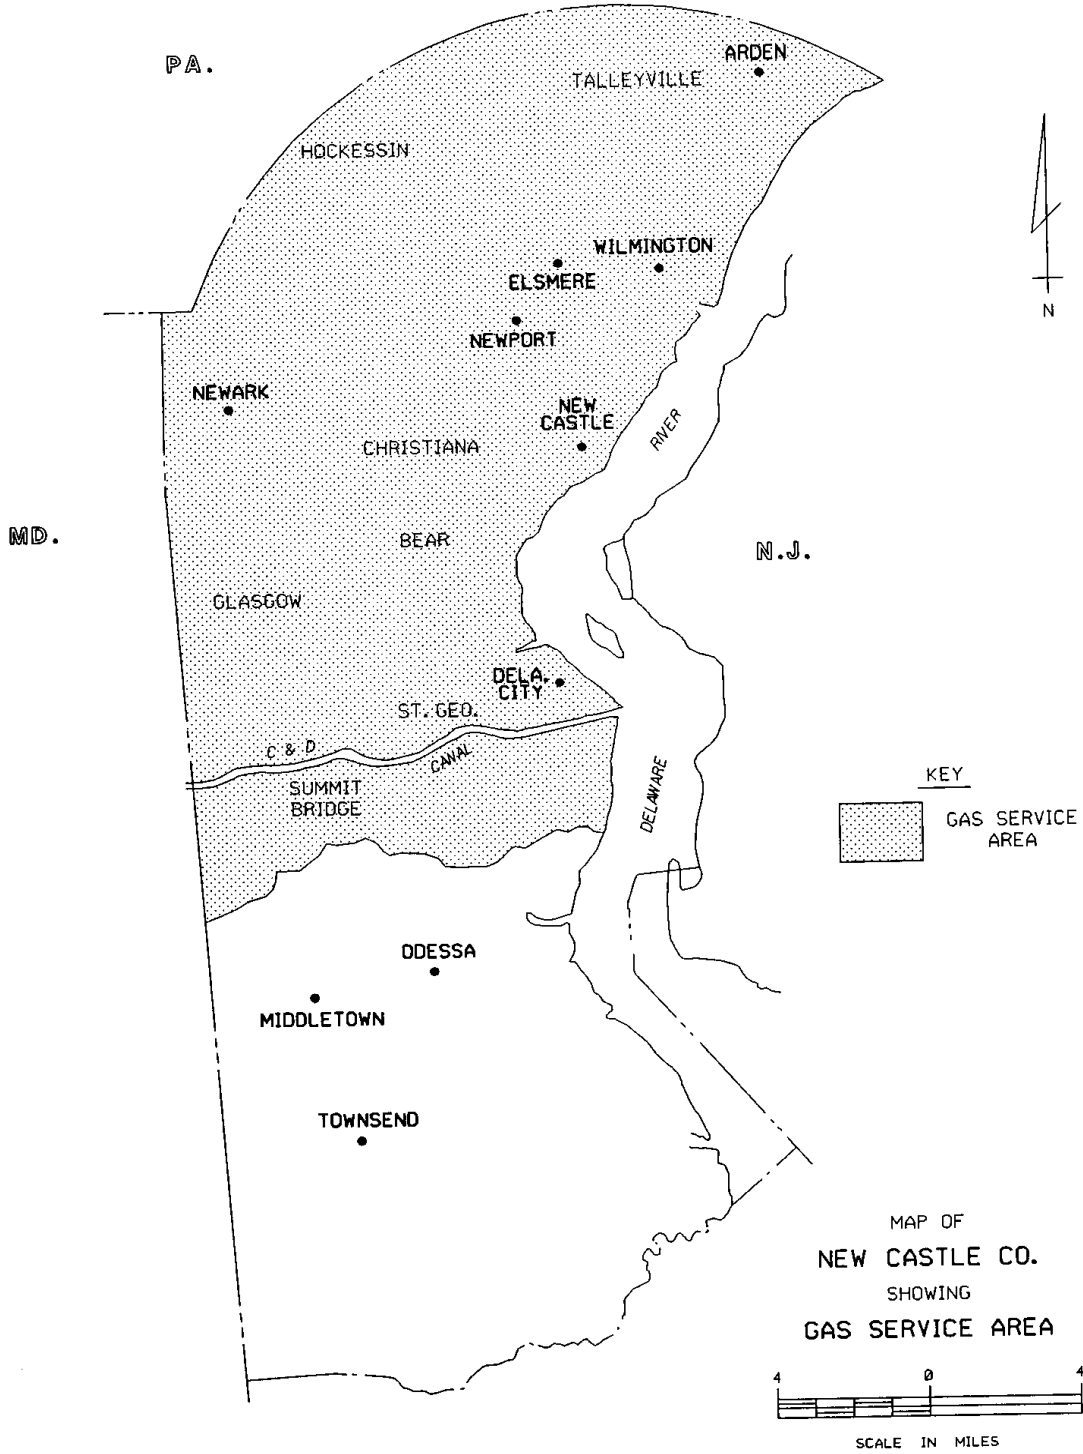 PA.
ARDEN
TALLEYVILLE
HOCKESSIN
WILMINGTON
ELSMERE
NEWPORT
N
NEWARK
NEW
CASTLE
CHRISTIANA
RIVER
MD.
BEAR
N.J.
GLASGOW
DELA.
CITY
ST. GEO.
C & D
CANAL
SUMMIT
BRIDGE
DELAWARE
KEY
GAS SERVICE
AREA
ODESSA
MIDDLETOWN
TOWNSEND
MAP OF
NEW CASTLE CO.
SHOWING
GAS SERVICE AREA
4 0 4
SCALE IN MILES